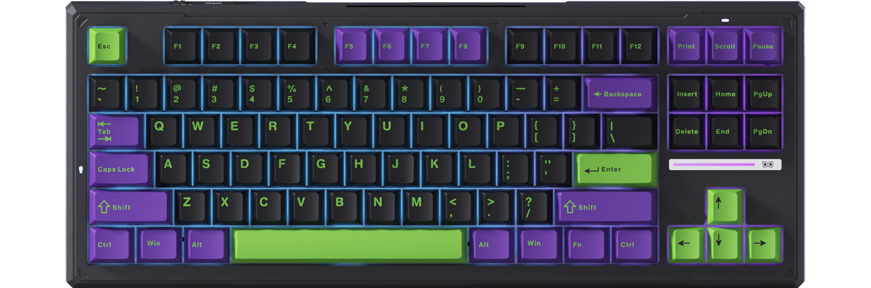 Esc F1 F2 F3 F4 F5 F6 F7 F8 F9 F10 F11 F12 Print Scroll Pause
~ ! @ # $ % ^ & * ( ) — + Backspace Insert Home PgUp
` 1 2 3 4 5 6 7 8 9 0 - =
Tab Q W E R T Y U I O P { } | Delete End PgDn
[ ] \
Caps Lock A S D F G H J K L : " Enter
; '
Shift Z X C V B N M < > ? Shift ↑
, . /
Ctrl Win Alt Alt Win Fn Ctrl ← ↓ →